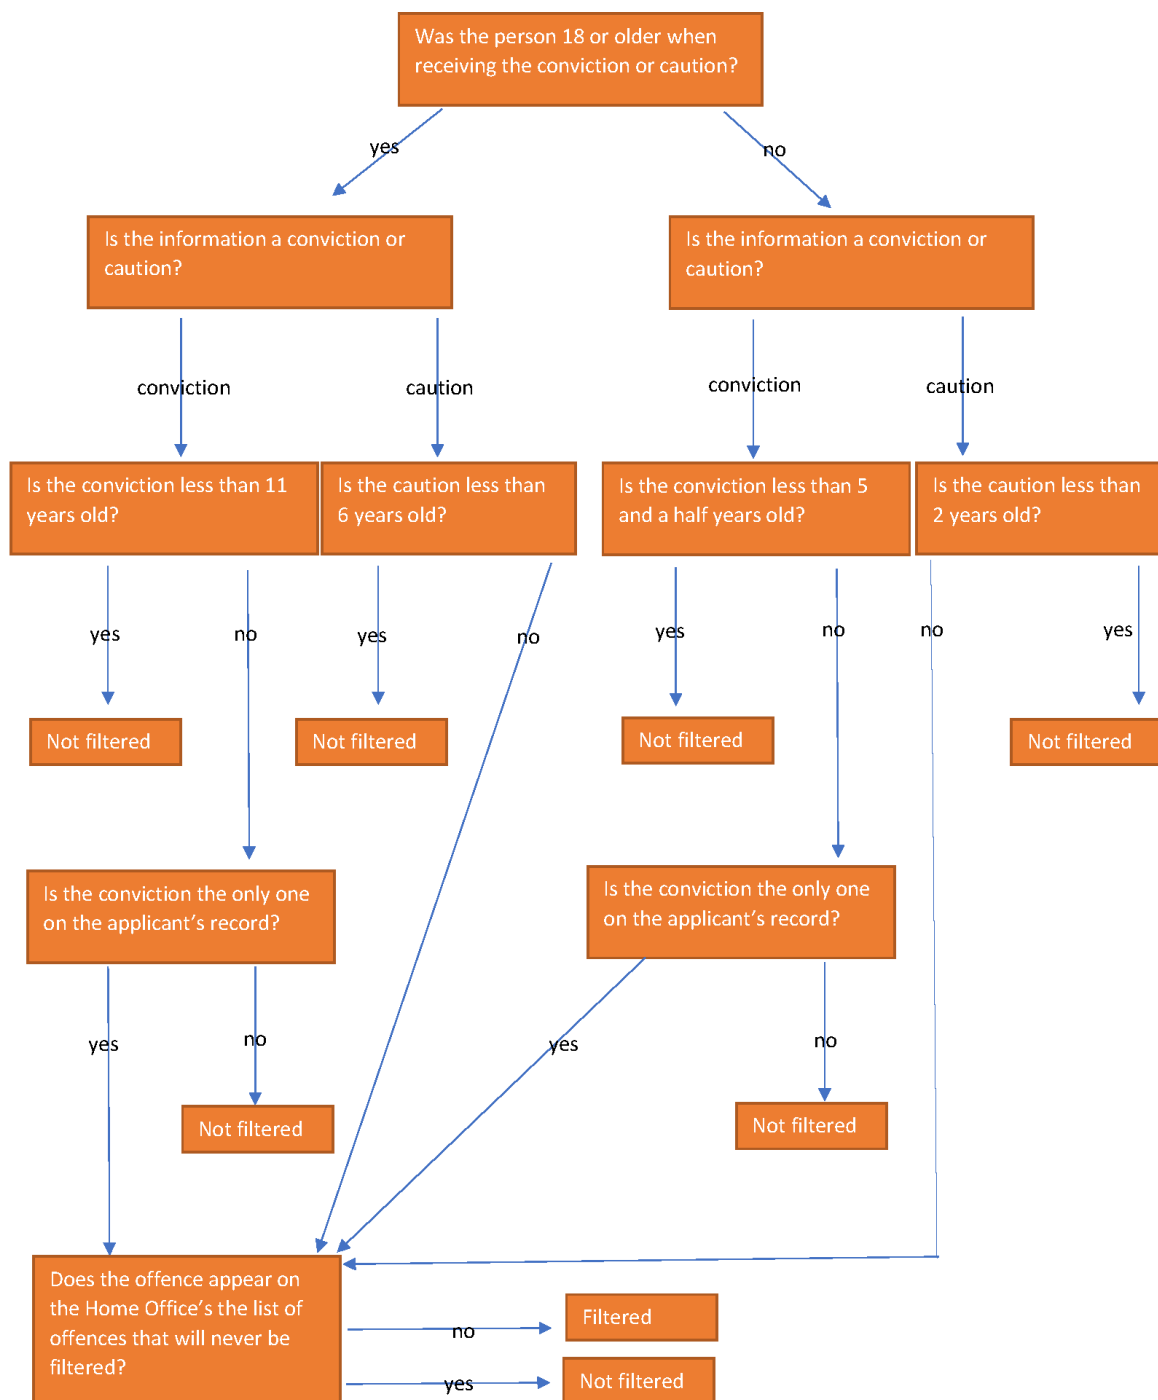 Was the person 18 or older when
receiving the conviction or caution?
yes
no
Is the information a conviction or
caution?
Is the information a conviction or
caution?
conviction
caution
conviction
caution
Is the conviction less than 11
years old?
Is the caution less than
6 years old?
Is the conviction less than 5
and a half years old?
Is the caution less than
2 years old?
yes
no
yes
no
yes
no
no
yes
Not filtered
Not filtered
Not filtered
Not filtered
Is the conviction the only one
on the applicant's record?
Is the conviction the only one
on the applicant's record?
yes
no
yes
no
Not filtered
Not filtered
Does the offence appear on
the Home Office's the list of
offences that will never be
filtered?
no
Filtered
yes
Not filtered